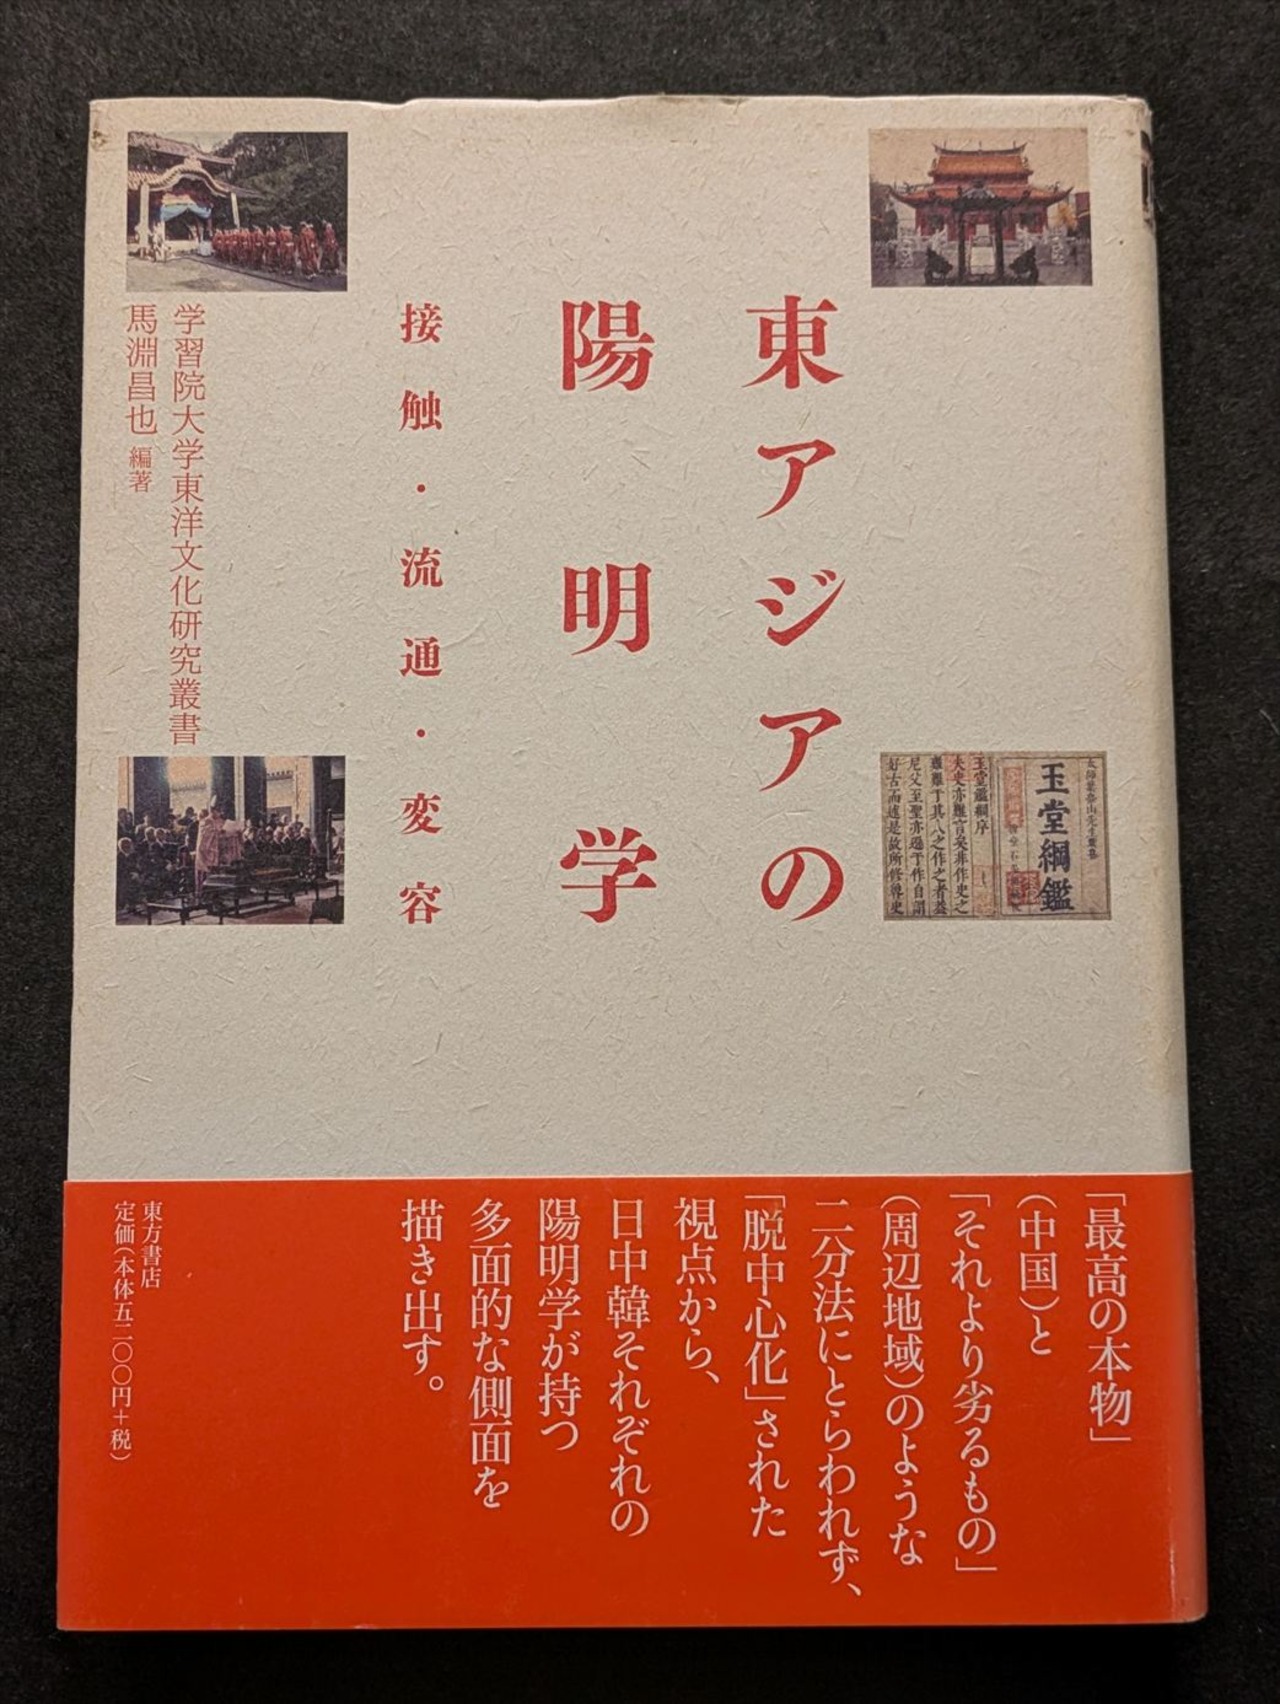 東アジアの
陽明学
接触・流通・変容
学習院大学東洋文化研究叢書
馬淵昌也 編著
玉堂綱鑑
玉堂鑑綱序
「最高の本物」
(中国)と
「それより劣るもの」
(周辺地域)のような
二分法にとらわれず、
「脱中心化」された
視点から、
日中韓それぞれの
陽明学が持つ
多面的な側面を
描き出す。
東方書店
定価(本体五二〇〇円+税)